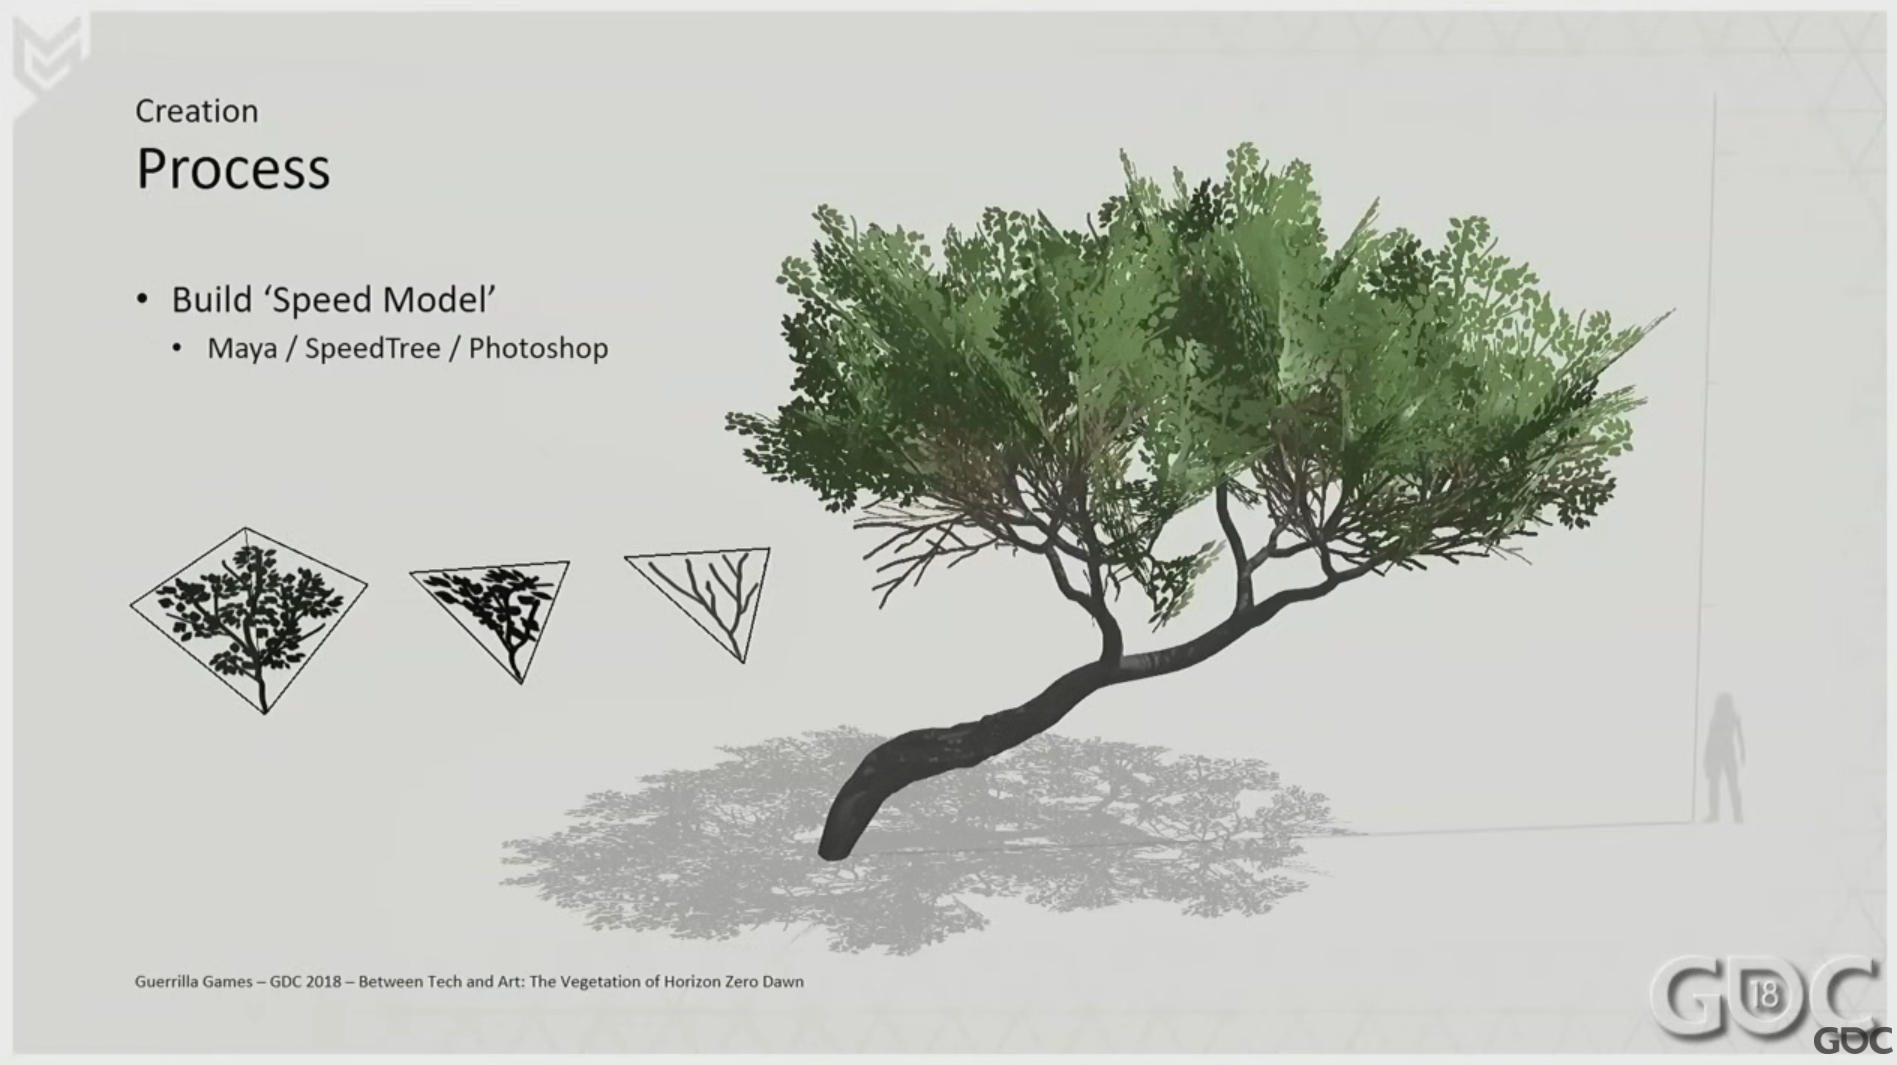 Creation
Process
• Build ‘Speed Model’
• Maya / SpeedTree / Photoshop
Guerrilla Games – GDC 2018 – Between Tech and Art: The Vegetation of Horizon Zero Dawn
GDC
18
GDC